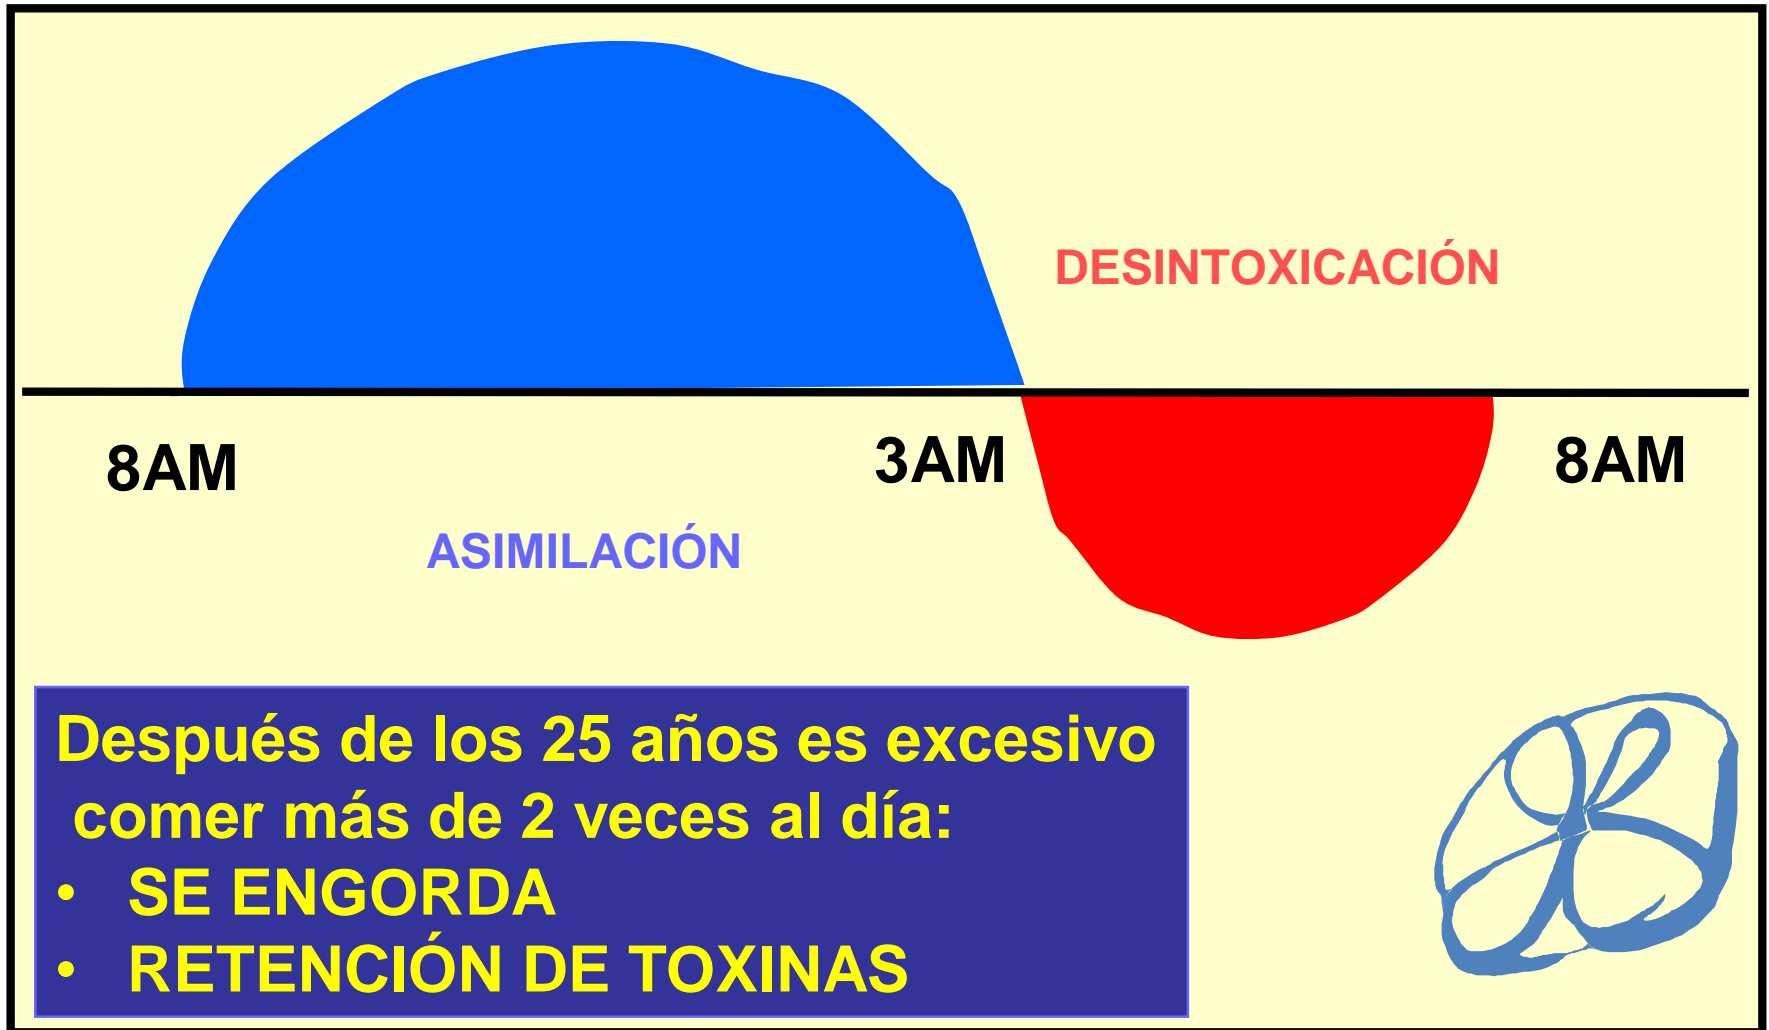 DESINTOXICACIÓN
8AM
3AM
8AM
ASIMILACIÓN
Después de los 25 años es excesivo
comer más de 2 veces al día:
• SE ENGORDA
• RETENCIÓN DE TOXINAS